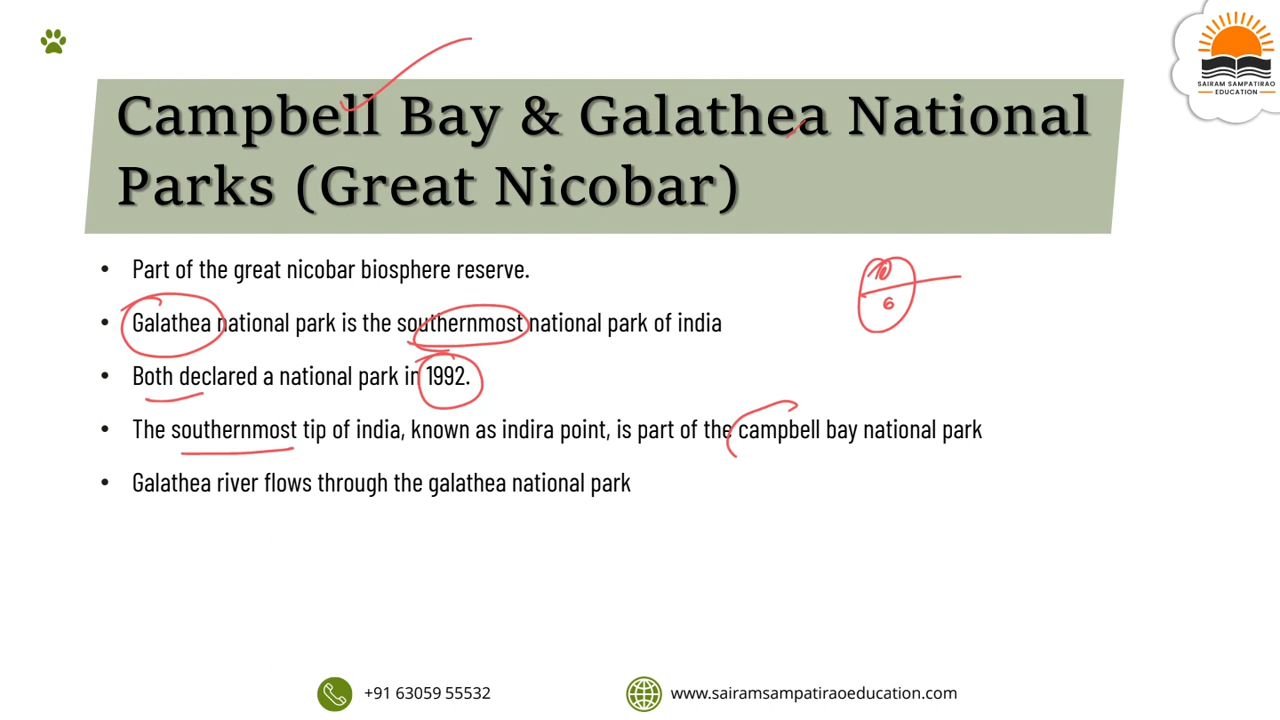 SAIRAM SAMPATIRAO
EDUCATION
Campbell Bay & Galathea National
Parks (Great Nicobar)
• Part of the great nicobar biosphere reserve.
10
6
• Galathea national park is the southernmost national park of india
• Both declared a national park in 1992.
• The southernmost tip of india, known as indira point, is part of the campbell bay national park
• Galathea river flows through the galathea national park
+91 63059 55532
www.sairamsampatiraoeducation.com